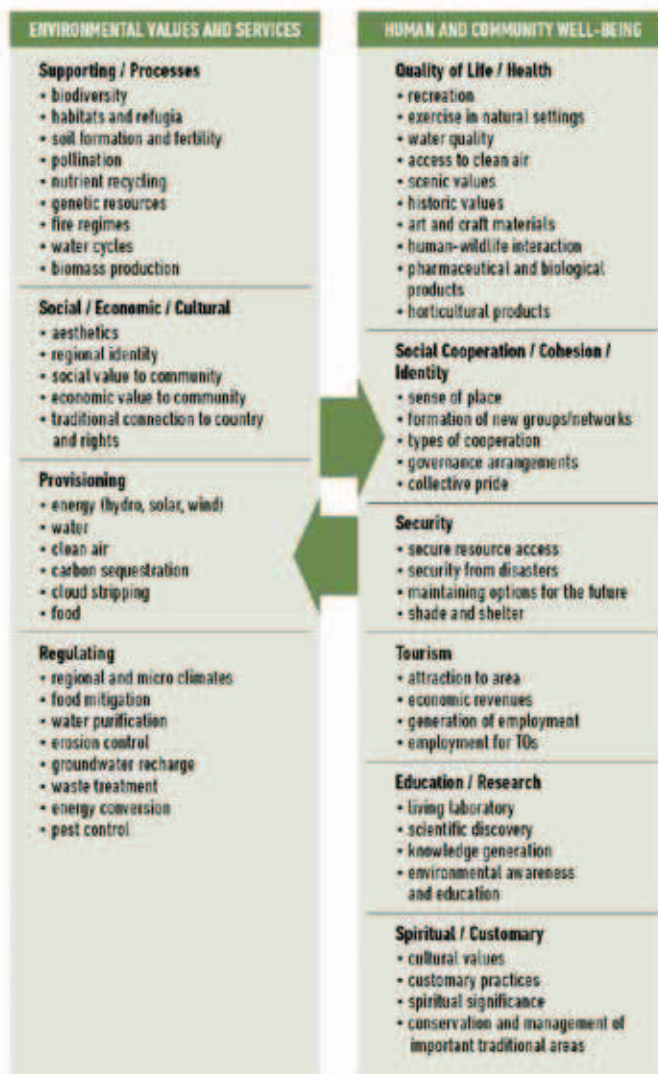 ENVIRONMENTAL VALUES AND SERVICES
Supporting / Processes
• biodiversity
• habitats and refugia
• soil formation and fertility
• pollination
• nutrient recycling
• genetic resources
• fire regimes
• water cycles
• biomass production
Social / Economic / Cultural
• aesthetics
• regional identity
• social value to community
• economic value to community
• traditional connection to country
and rights
Provisioning
• energy (hydro, solar, wind)
• water
• clean air
• carbon sequestration
• cloud stripping
• food
Regulating
• regional and micro climates
• food mitigation
• water purification
• erosion control
• groundwater recharge
• waste treatment
• energy conversion
• pest control
HUMAN AND COMMUNITY WELL-BEING
Quality of Life / Health
• recreation
• exercise in natural settings
• water quality
• access to clean air
• scenic values
• historic values
• art and craft materials
• human-wildlife interaction
• pharmaceutical and biological
products
• horticultural products
Social Cooperation / Cohesion /
Identity
• sense of place
• formation of new groups/networks
• types of cooperation
• governance arrangements
• collective pride
Security
• secure resource access
• security from disasters
• maintaining options for the future
• shade and shelter
Tourism
• attraction to area
• economic revenues
• generation of employment
• employment for TOs
Education / Research
• living laboratory
• scientific discovery
• knowledge generation
• environmental awareness
and education
Spiritual / Customary
• cultural values
• customary practices
• spiritual significance
• conservation and management of
important traditional areas